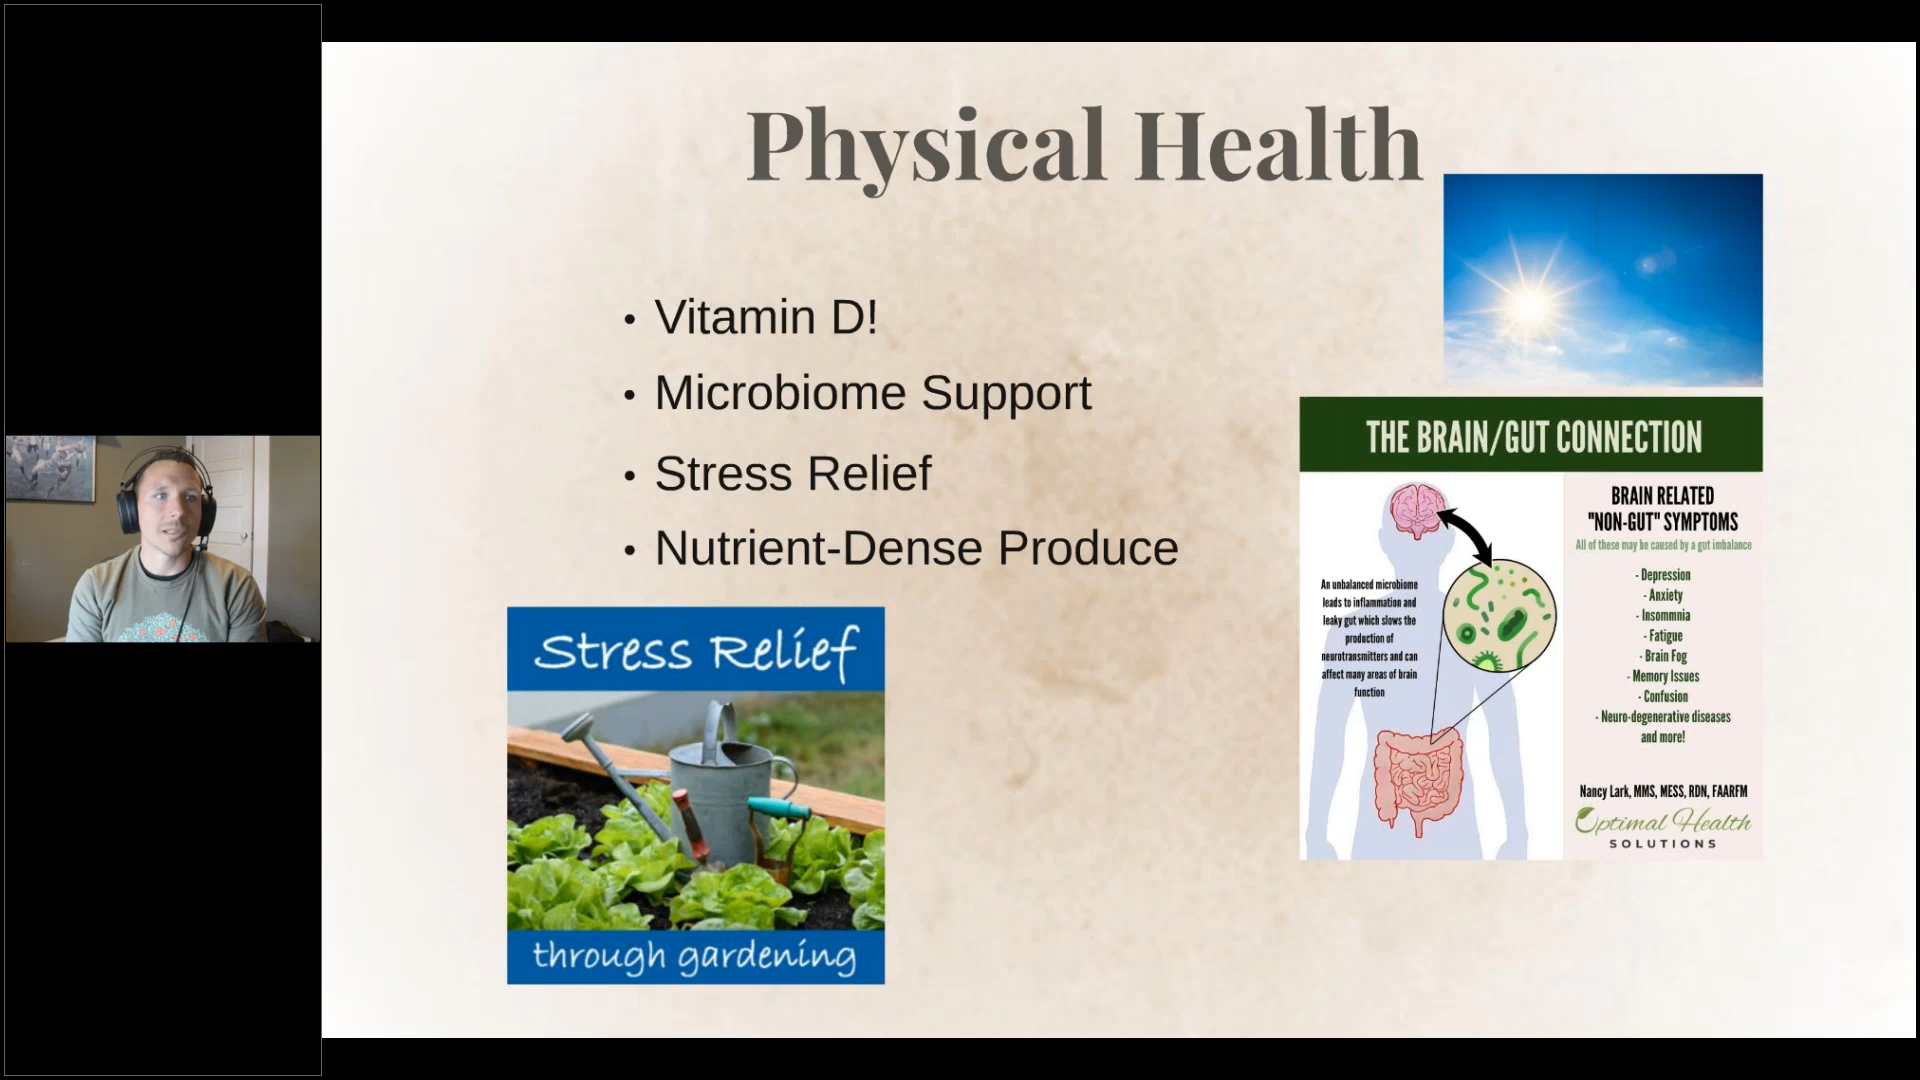 Physical Health
• Vitamin D!
• Microbiome Support
• Stress Relief
• Nutrient-Dense Produce
Stress Relief
through gardening
THE BRAIN/GUT CONNECTION
An unbalanced microbiome
leads to inflammation and
leaky gut which slows the
production of
neurotransmitters and can
affect many areas of brain
function
BRAIN RELATED
"NON-GUT" SYMPTOMS
All of these may be caused by a gut imbalance
- Depression
- Anxiety
- Insommnia
- Fatigue
- Brain Fog
- Memory Issues
- Confusion
- Neuro-degenerative diseases
and more!
Nancy Lark, MMS, MESS, RDN, FAARFM
Optimal Health
SOLUTIONS